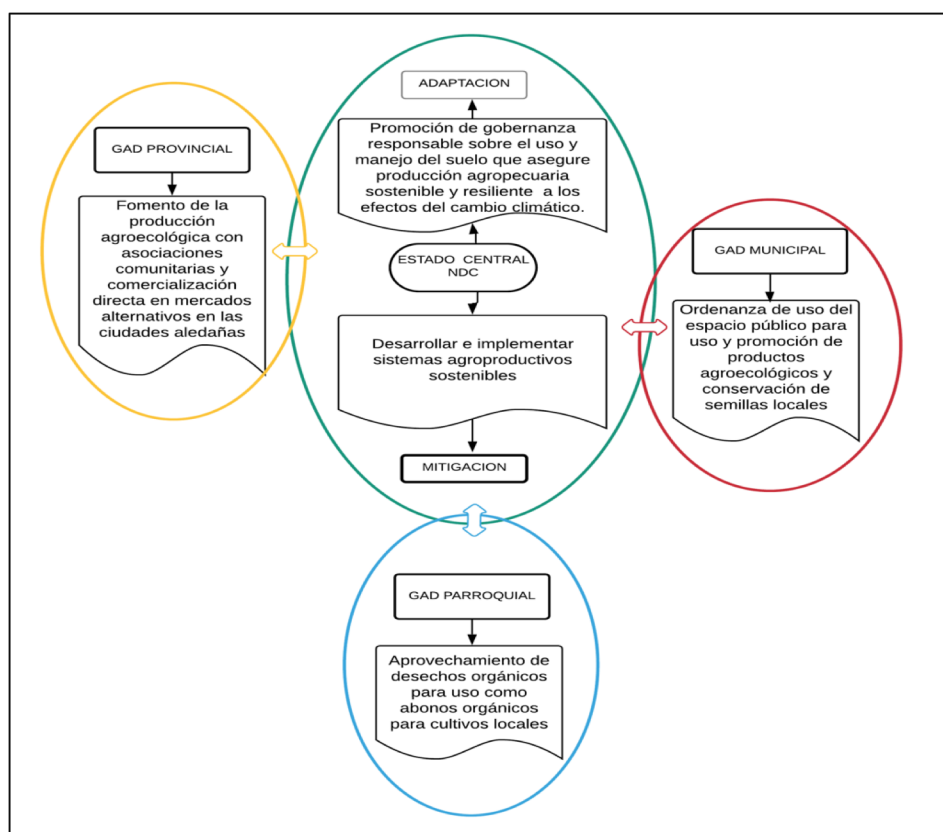 ADAPTACION
Promoción de gobernanza
responsable sobre el uso y
manejo del suelo que asegure
producción agropecuaria
sostenible y resiliente a los
efectos del cambio climático.
ESTADO CENTRAL
NDC
Desarrollar e implementar
sistemas agroproductivos
sostenibles
MITIGACION
GAD PROVINCIAL
Fomento de la
producción
agroecológica con
asociaciones
comunitarias y
comercialización
directa en mercados
alternativos en las
ciudades aledañas
GAD MUNICIPAL
Ordenanza de uso del
espacio público para
uso y promoción de
productos
agroecológicos y
conservación de
semillas locales
GAD PARROQUIAL
Aprovechamiento de
desechos orgánicos
para uso como
abonos orgánicos
para cultivos locales